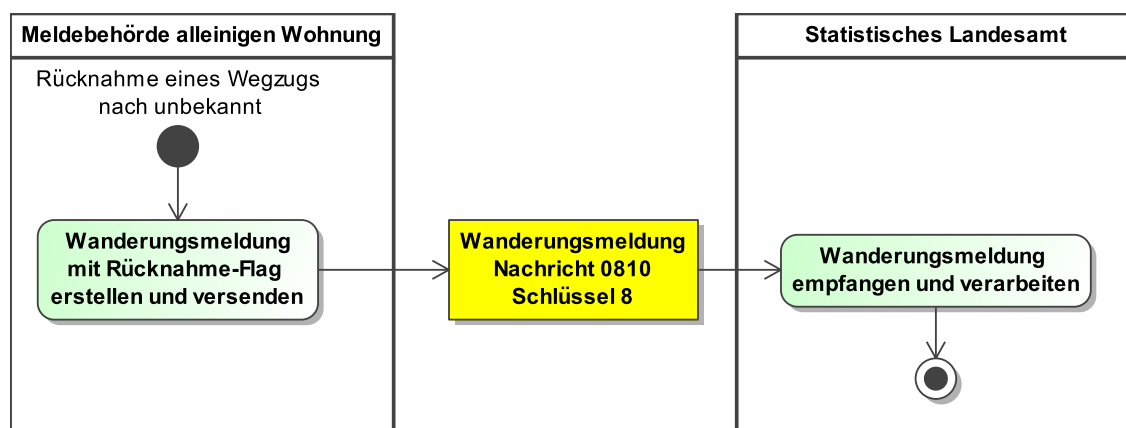 Meldebehörde alleinigen Wohnung
Statistisches Landesamt
Rücknahme eines Wegzugs
nach unbekannt
Wanderungsmeldung
mit Rücknahme-Flag
erstellen und versenden
Wanderungsmeldung
Nachricht 0810
Schlüssel 8
Wanderungsmeldung
empfangen und verarbeiten